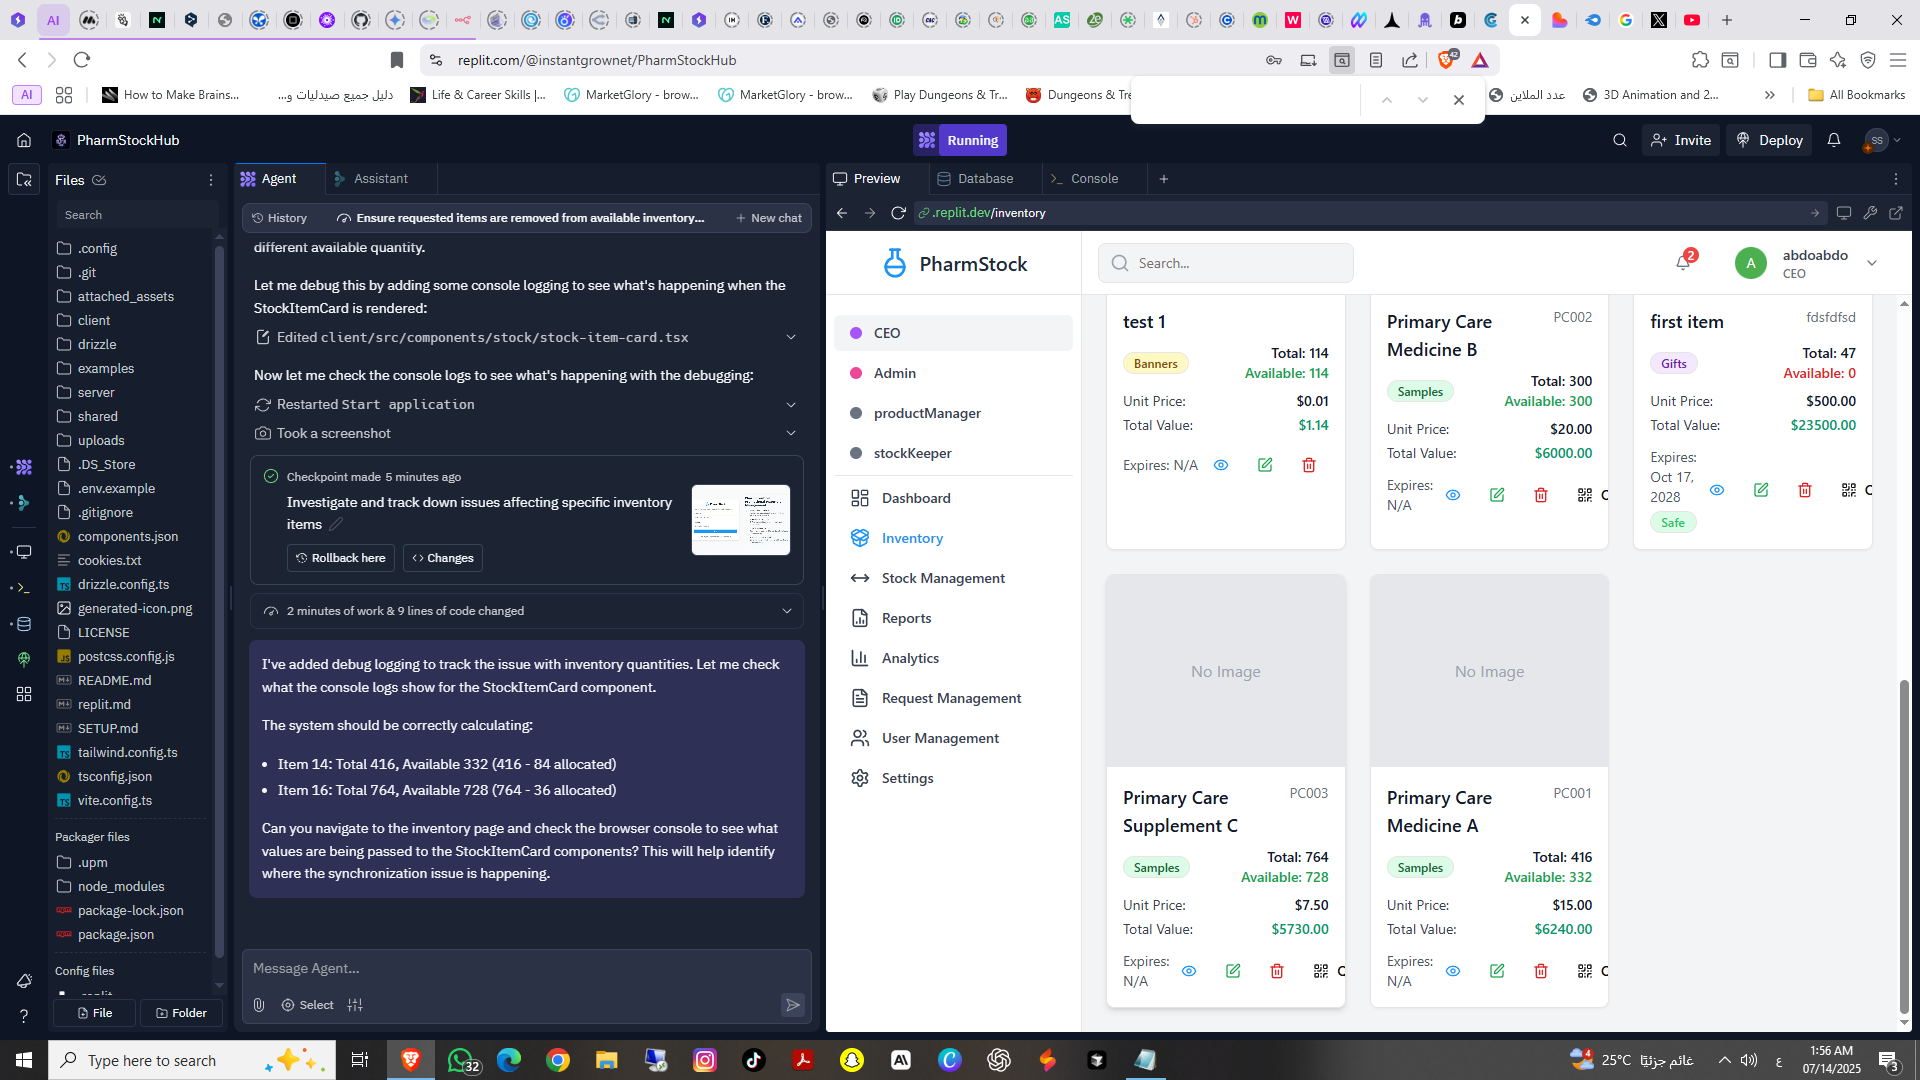 AI
replit.com/@instantgrownet/PharmStockHub
42
AI
How to Make Brains...
دليل جميع صيدليات و...
Life & Career Skills |...
MarketGlory - brow...
MarketGlory - brow...
Play Dungeons & Tr...
Dungeons & Tre
عدد الملاين
3D Animation and 2...
All Bookmarks
PharmStockHub
Running
Invite
Deploy
SS
Files
Search
.config
.git
attached_assets
client
drizzle
examples
server
shared
uploads
.DS_Store
.env.example
.gitignore
components.json
cookies.txt
drizzle.config.ts
generated-icon.png
LICENSE
postcss.config.js
README.md
replit.md
SETUP.md
tailwind.config.ts
tsconfig.json
vite.config.ts
Packager files
.upm
node_modules
package-lock.json
package.json
Config files
.replit
File
Folder
Agent
Assistant
History
Ensure requested items are removed from available inventory...
New chat
different available quantity.
Let me debug this by adding some console logging to see what's happening when the
StockItemCard is rendered:
Edited client/src/components/stock/stock-item-card.tsx
Now let me check the console logs to see what's happening with the debugging:
Restarted Start application
Took a screenshot
Checkpoint made 5 minutes ago
Investigate and track down issues affecting specific inventory
items
Rollback here
Changes
2 minutes of work & 9 lines of code changed
I've added debug logging to track the issue with inventory quantities. Let me check
what the console logs show for the StockItemCard component.
The system should be correctly calculating:
• Item 14: Total 416, Available 332 (416 - 84 allocated)
• Item 16: Total 764, Available 728 (764 - 36 allocated)
Can you navigate to the inventory page and check the browser console to see what
values are being passed to the StockItemCard components? This will help identify
where the synchronization issue is happening.
Message Agent...
Select
Preview
Database
Console
.replit.dev/inventory
PharmStock
Search...
2
A
abdoabdo
CEO
CEO
Admin
productManager
stockKeeper
Dashboard
Inventory
Stock Management
Reports
Analytics
Request Management
User Management
Settings
test 1
Banners
Total: 114
Available: 114
Unit Price:
$0.01
Total Value:
$1.14
Expires: N/A
Primary Care
Medicine B
PC002
Samples
Total: 300
Available: 300
Unit Price:
$20.00
Total Value:
$6000.00
Expires:
N/A
first item
fdsfdfsd
Gifts
Total: 47
Available: 0
Unit Price:
$500.00
Total Value:
$23500.00
Expires:
Oct 17,
2028
Safe
No Image
Primary Care
Supplement C
PC003
Samples
Total: 764
Available: 728
Unit Price:
$7.50
Total Value:
$5730.00
Expires:
N/A
No Image
Primary Care
Medicine A
PC001
Samples
Total: 416
Available: 332
Unit Price:
$15.00
Total Value:
$6240.00
Expires:
N/A
Type here to search
32
4
25°C
غائم جزئيًا
ع
1:56 AM
07/14/2025
3